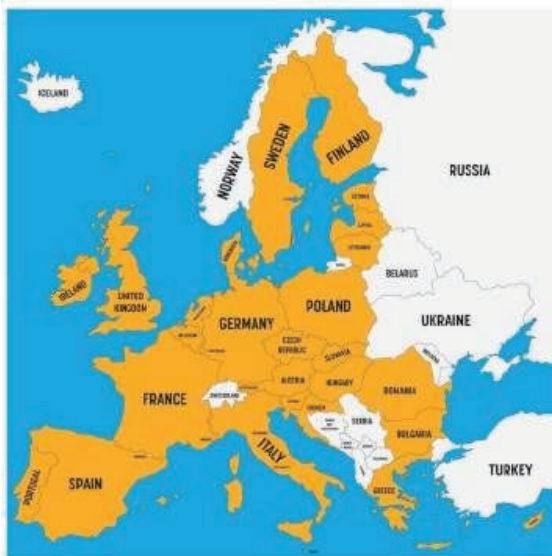 ICELAND
NORWAY
SWEDEN
FINLAND
RUSSIA
ESTONIA
LATVIA
LITHUANIA
DENMARK
BELARUS
IRELAND
UNITED
KINGDOM
GERMANY
POLAND
UKRAINE
CZECH
REPUBLIC
SLOVAKIA
FRANCE
SWITZERLAND
AUSTRIA
HUNGARY
ROMANIA
SERBIA
BULGARIA
ITALY
PORTUGAL
SPAIN
GREECE
TURKEY